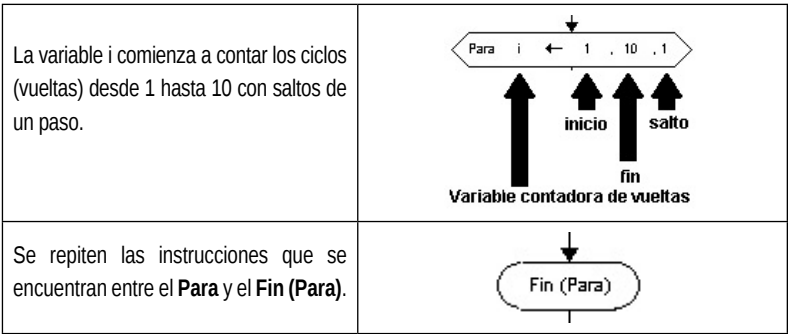 La variable i comienza a contar los ciclos
(vueltas) desde 1 hasta 10 con saltos de
un paso.
Para i ← 1 , 10 , 1
inicio salto
fin
Variable contadora de vueltas
Se repiten las instrucciones que se
encuentran entre el Para y el Fin (Para).
Fin (Para)